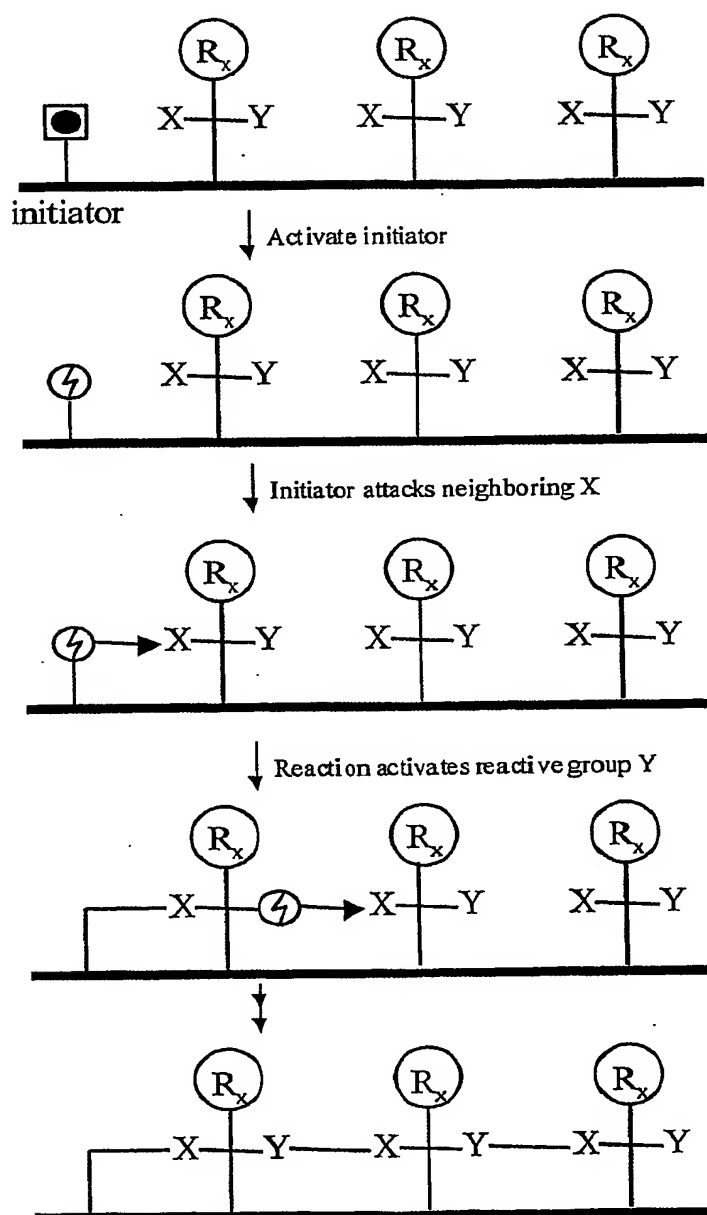 Rx Rx Rx
X Y X Y X Y
initiator
Activate initiator
Rx Rx Rx
X Y X Y X Y
Initiator attacks neighboring X
Rx Rx Rx
X Y X Y X Y
Reaction activates reactive group Y
Rx Rx Rx
X X Y X Y
Rx Rx Rx
X Y X Y X Y